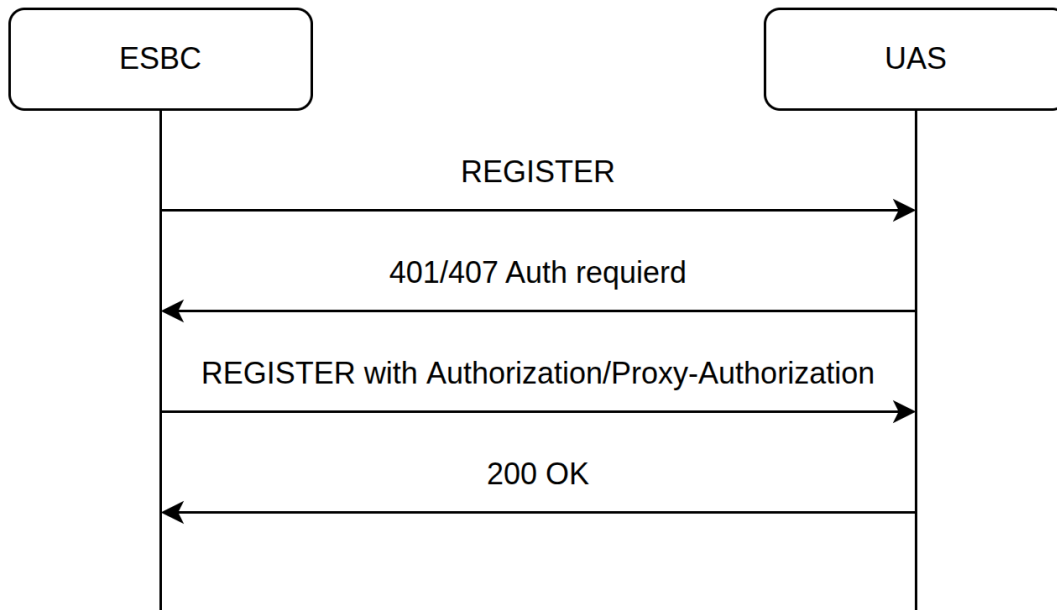 ESBC
UAS
REGISTER
401/407 Auth requierd
REGISTER with Authorization/Proxy-Authorization
200 OK